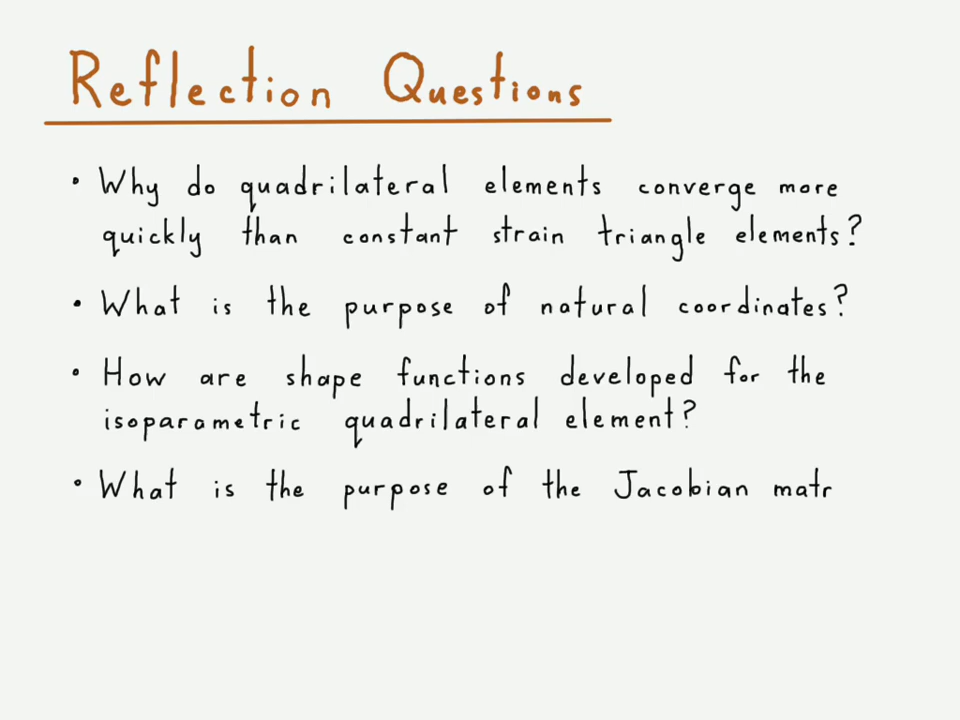 Reflection Questions
• Why do quadrilateral elements converge more
quickly than constant strain triangle elements?
• What is the purpose of natural coordinates?
• How are shape functions developed for the
isoparametric quadrilateral element?
• What is the purpose of the Jacobian matr